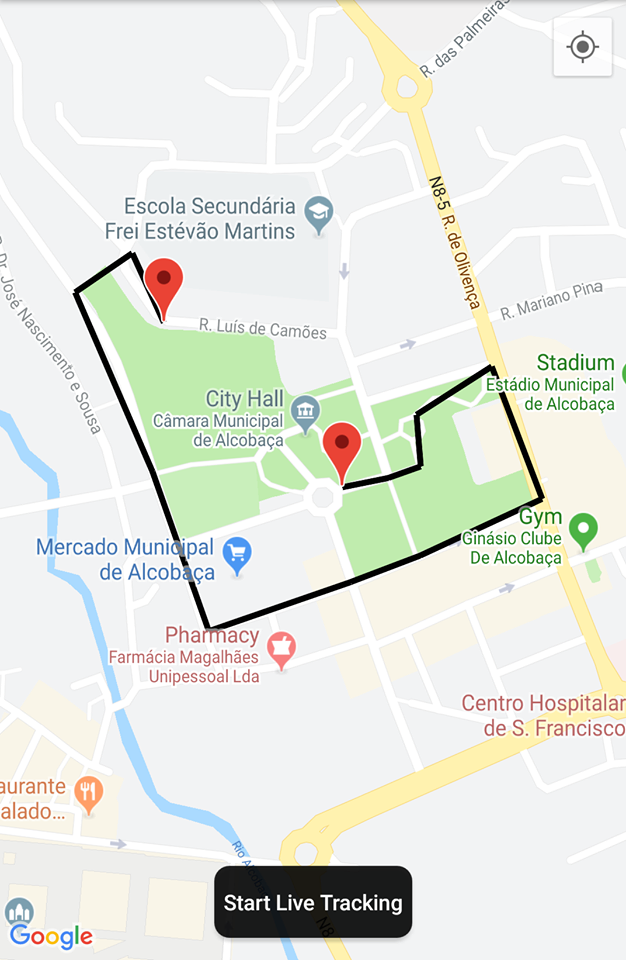 R. das Palmeiras
N8-5
R. de Olivença
Escola Secundária
Frei Estévão Martins
R. Mariano Pina
R. Luís de Camões
Dr. José Nascimento e Sousa
Stadium
Estádio Municipal
de Alcobaça
City Hall
Câmara Municipal
de Alcobaça
Gym
Ginásio Clube
De Alcobaça
Mercado Municipal
de Alcobaça
Pharmacy
Farmácia Magalhães
Unipessoal Lda
Centro Hospitalar
de S. Francisco
aurante
alado...
Rio
N8
Start Live Tracking
Google